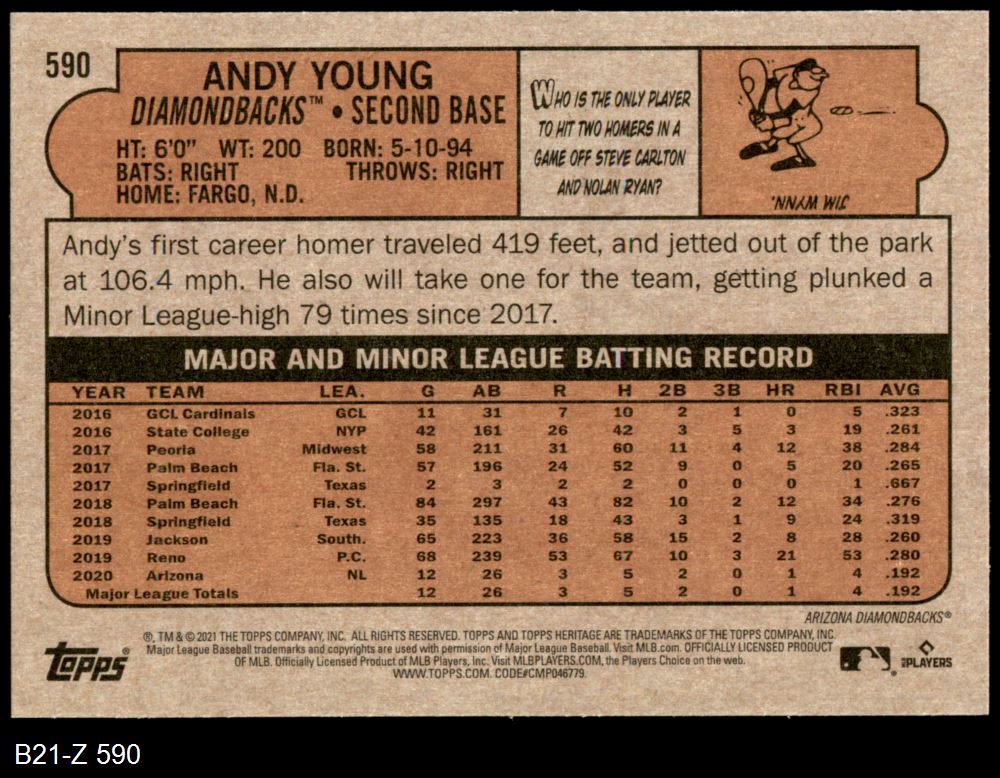 590
ANDY YOUNG
DIAMONDBACKS™ • SECOND BASE
HT: 6'0" WT: 200 BORN: 5-10-94
BATS: RIGHT THROWS: RIGHT
HOME: FARGO, N.D.
WHO IS THE ONLY PLAYER
TO HIT TWO HOMERS IN A
GAME OFF STEVE CARLTON
AND NOLAN RYAN?
JIM WYNN.
Andy's first career homer traveled 419 feet, and jetted out of the park
at 106.4 mph. He also will take one for the team, getting plunked a
Minor League-high 79 times since 2017.
MAJOR AND MINOR LEAGUE BATTING RECORD
YEAR TEAM LEA. G AB R H 2B 3B HR RBI AVG
2016 GCL Cardinals GCL 11 31 7 10 2 1 0 5 .323
2016 State College NYP 42 161 26 42 3 5 3 19 .261
2017 Peoria Midwest 58 211 31 60 11 4 12 38 .284
2017 Palm Beach Fla. St. 57 196 24 52 9 0 5 20 .265
2017 Springfield Texas 2 3 2 2 0 0 0 1 .667
2018 Palm Beach Fla. St. 84 297 43 82 10 2 12 34 .276
2018 Springfield Texas 35 135 18 43 3 1 9 24 .319
2019 Jackson South. 65 223 36 58 15 2 8 28 .260
2019 Reno P.C. 68 239 53 67 10 3 21 53 .280
2020 Arizona NL 12 26 3 5 2 0 1 4 .192
Major League Totals 12 26 3 5 2 0 1 4 .192
ARIZONA DIAMONDBACKS®
®, TM & © 2021 THE TOPPS COMPANY, INC. ALL RIGHTS RESERVED. TOPPS AND TOPPS HERITAGE ARE TRADEMARKS OF THE TOPPS COMPANY, INC.
Major League Baseball trademarks and copyrights are used with permission of Major League Baseball. Visit MLB.com. OFFICIALLY LICENSED PRODUCT
OF MLB. Officially Licensed Product of MLB Players, Inc. Visit MLBPLAYERS.COM, the Players Choice on the web.
WWW.TOPPS.COM. CODE#CMP046779.
topps®
MLB PLAYERS
B21-Z 590